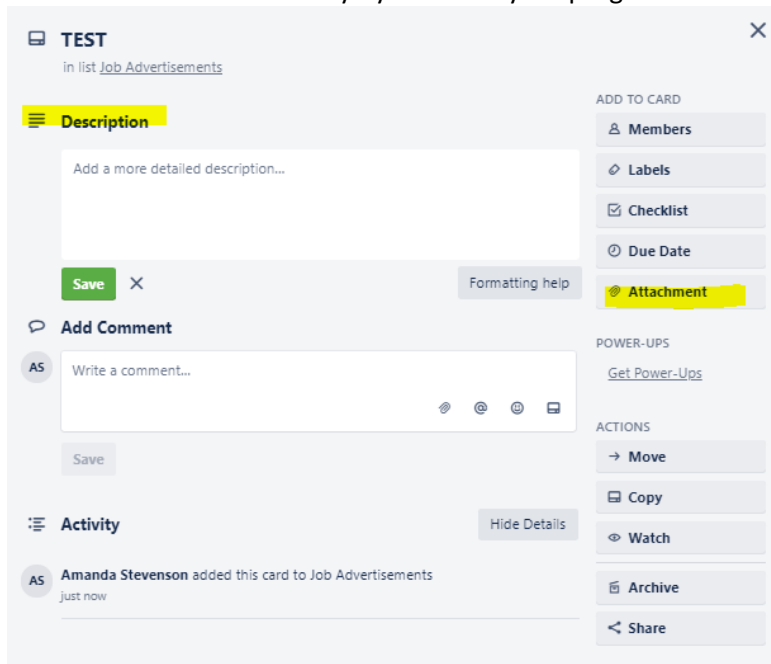 TEST
in list Job Advertisements
Description
Add a more detailed description...
Save
Formatting help
Add Comment
AS
Write a comment...
@
Save
Activity
Hide Details
AS
Amanda Stevenson added this card to Job Advertisements
just now
ADD TO CARD
Members
Labels
Checklist
Due Date
Attachment
POWER-UPS
Get Power-Ups
ACTIONS
Move
Copy
Watch
Archive
Share